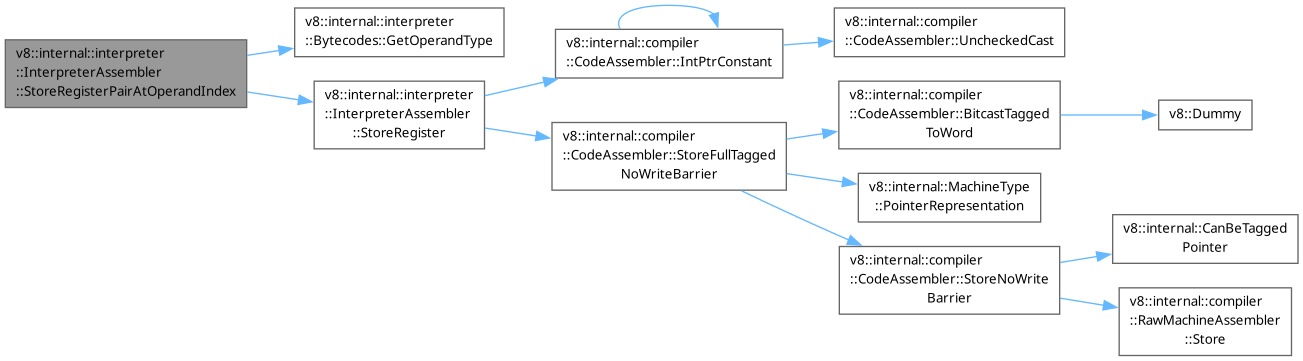 v8::internal::interpreter
::InterpreterAssembler
::StoreRegisterPairAtOperandIndex
v8::internal::interpreter
::Bytecodes::GetOperandType
v8::internal::interpreter
::InterpreterAssembler
::StoreRegister
v8::internal::compiler
::CodeAssembler::IntPtrConstant
v8::internal::compiler
::CodeAssembler::UncheckedCast
v8::internal::compiler
::CodeAssembler::StoreFullTagged
NoWriteBarrier
v8::internal::compiler
::CodeAssembler::BitcastTagged
ToWord
v8::Dummy
v8::internal::MachineType
::PointerRepresentation
v8::internal::compiler
::CodeAssembler::StoreNoWrite
Barrier
v8::internal::CanBeTagged
Pointer
v8::internal::compiler
::RawMachineAssembler
::Store